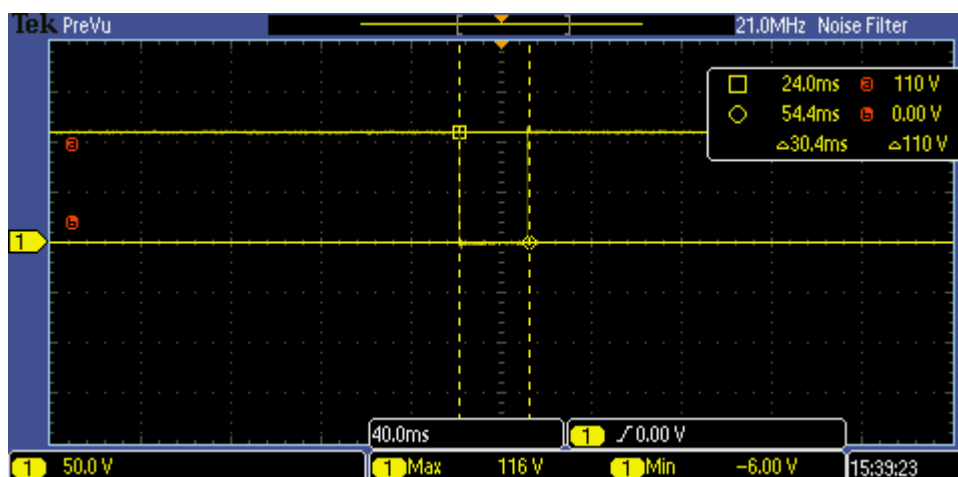 Tek PreVu 21.0MHz Noise Filter
24.0ms a 110 V
54.4ms b 0.00 V
△30.4ms △110 V
a
b
1
40.0ms 1 0.00 V
1 50.0 V 1 Max 116 V 1 Min −6.00 V 15:39:23